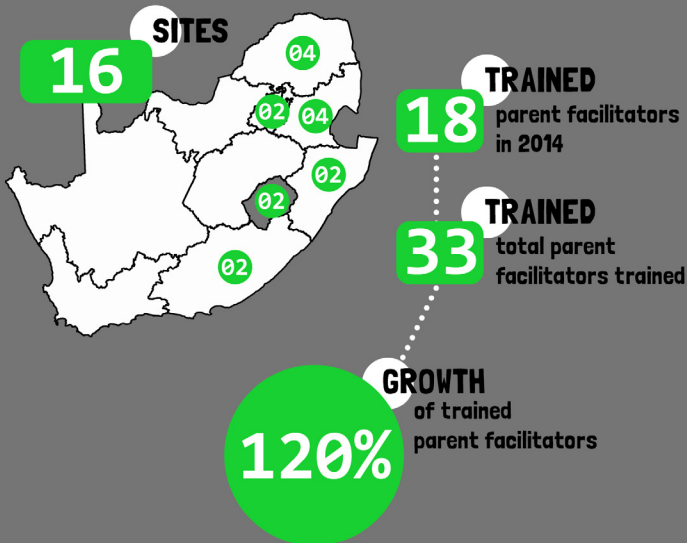 SITES
16
04
02
04
02
02
02
TRAINED
18
parent facilitators
in 2014
TRAINED
33
total parent
facilitators trained
GROWTH
of trained
parent facilitators
120%